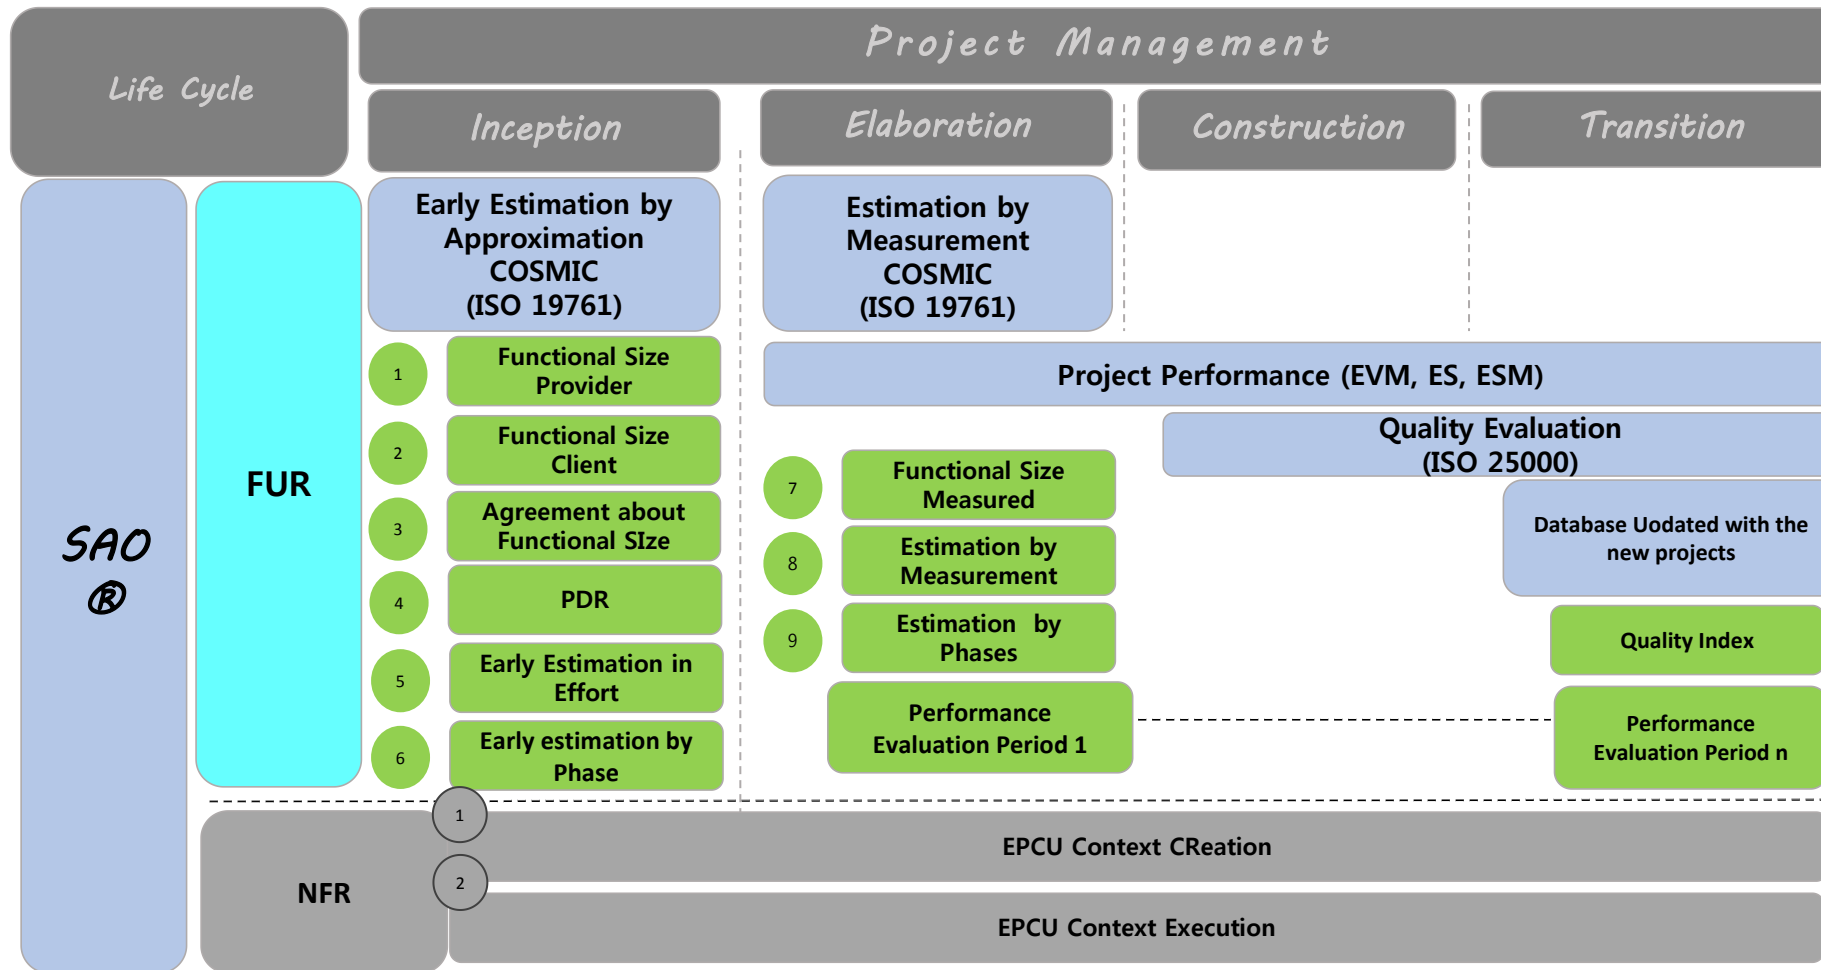 Project Management
Life Cycle
Inception
Elaboration
Construction
Transition
Early Estimation by
Approximation
COSMIC
(ISO 19761)
Estimation by
Measurement
COSMIC
(ISO 19761)
SAO
®
FUR
1
Functional Size
Provider
2
Functional Size
Client
3
Agreement about
Functional SIze
4
PDR
5
Early Estimation in
Effort
6
Early estimation by
Phase
Project Performance (EVM, ES, ESM)
Quality Evaluation
(ISO 25000)
7
Functional Size
Measured
8
Estimation by
Measurement
9
Estimation by
Phases
Performance
Evaluation Period 1
Database Uodated with the
new projects
Quality Index
Performance
Evaluation Period n
NFR
1
EPCU Context CReation
2
EPCU Context Execution